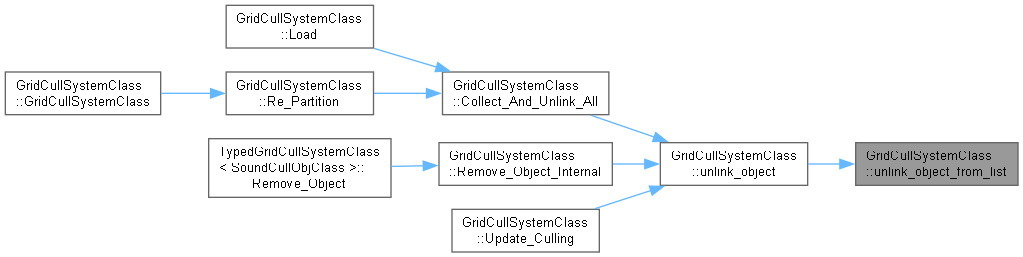 GridCullSystemClass
::Load
GridCullSystemClass
::GridCullSystemClass
GridCullSystemClass
::Re_Partition
GridCullSystemClass
::Collect_And_Unlink_All
TypedGridCullSystemClass
< SoundCullObjClass >::
Remove_Object
GridCullSystemClass
::Remove_Object_Internal
GridCullSystemClass
::unlink_object
GridCullSystemClass
::unlink_object_from_list
GridCullSystemClass
::Update_Culling